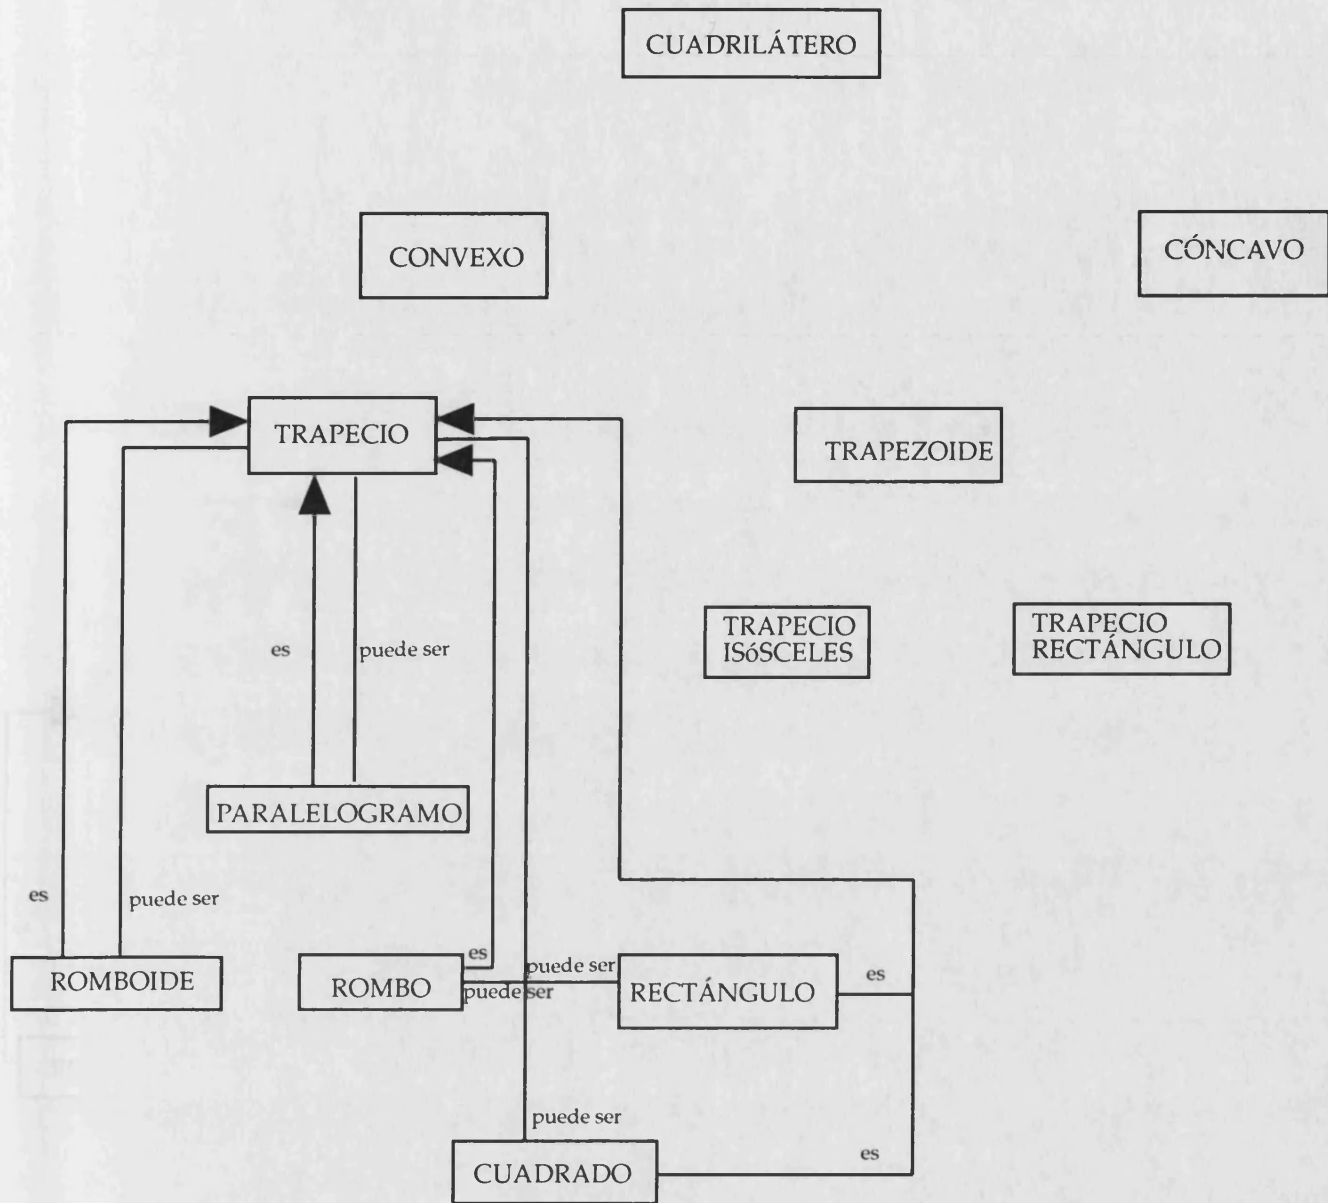 CUADRILÁTERO
CONVEXO
CÓNCAVO
TRAPECIO
TRAPEZOIDE
TRAPECIO
ISóSCELES
TRAPECIO
RECTÁNGULO
es
puede ser
PARALELOGRAMO
es
puede ser
ROMBOIDE
ROMBO
es
puede ser
puede ser
RECTÁNGULO
es
puede ser
CUADRADO
es